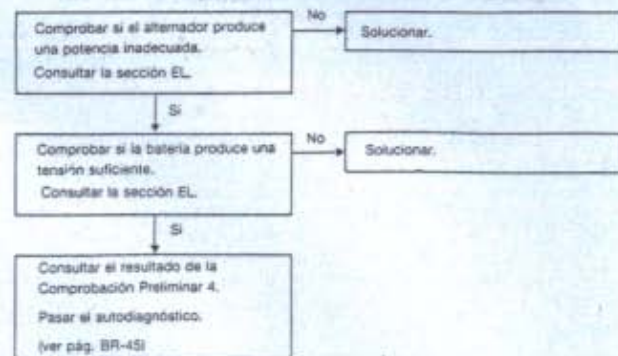 Comprobar si el alternador produce
una potencia inadecuada.
Consultar la sección EL.
No
Solucionar.
Sí
Comprobar si la batería produce una
tensión suficiente.
Consultar la sección EL.
No
Solucionar.
Sí
Consultar el resultado de la
Comprobación Preliminar 4.
Pasar el autodiagnóstico.
(ver pág. BR-45)